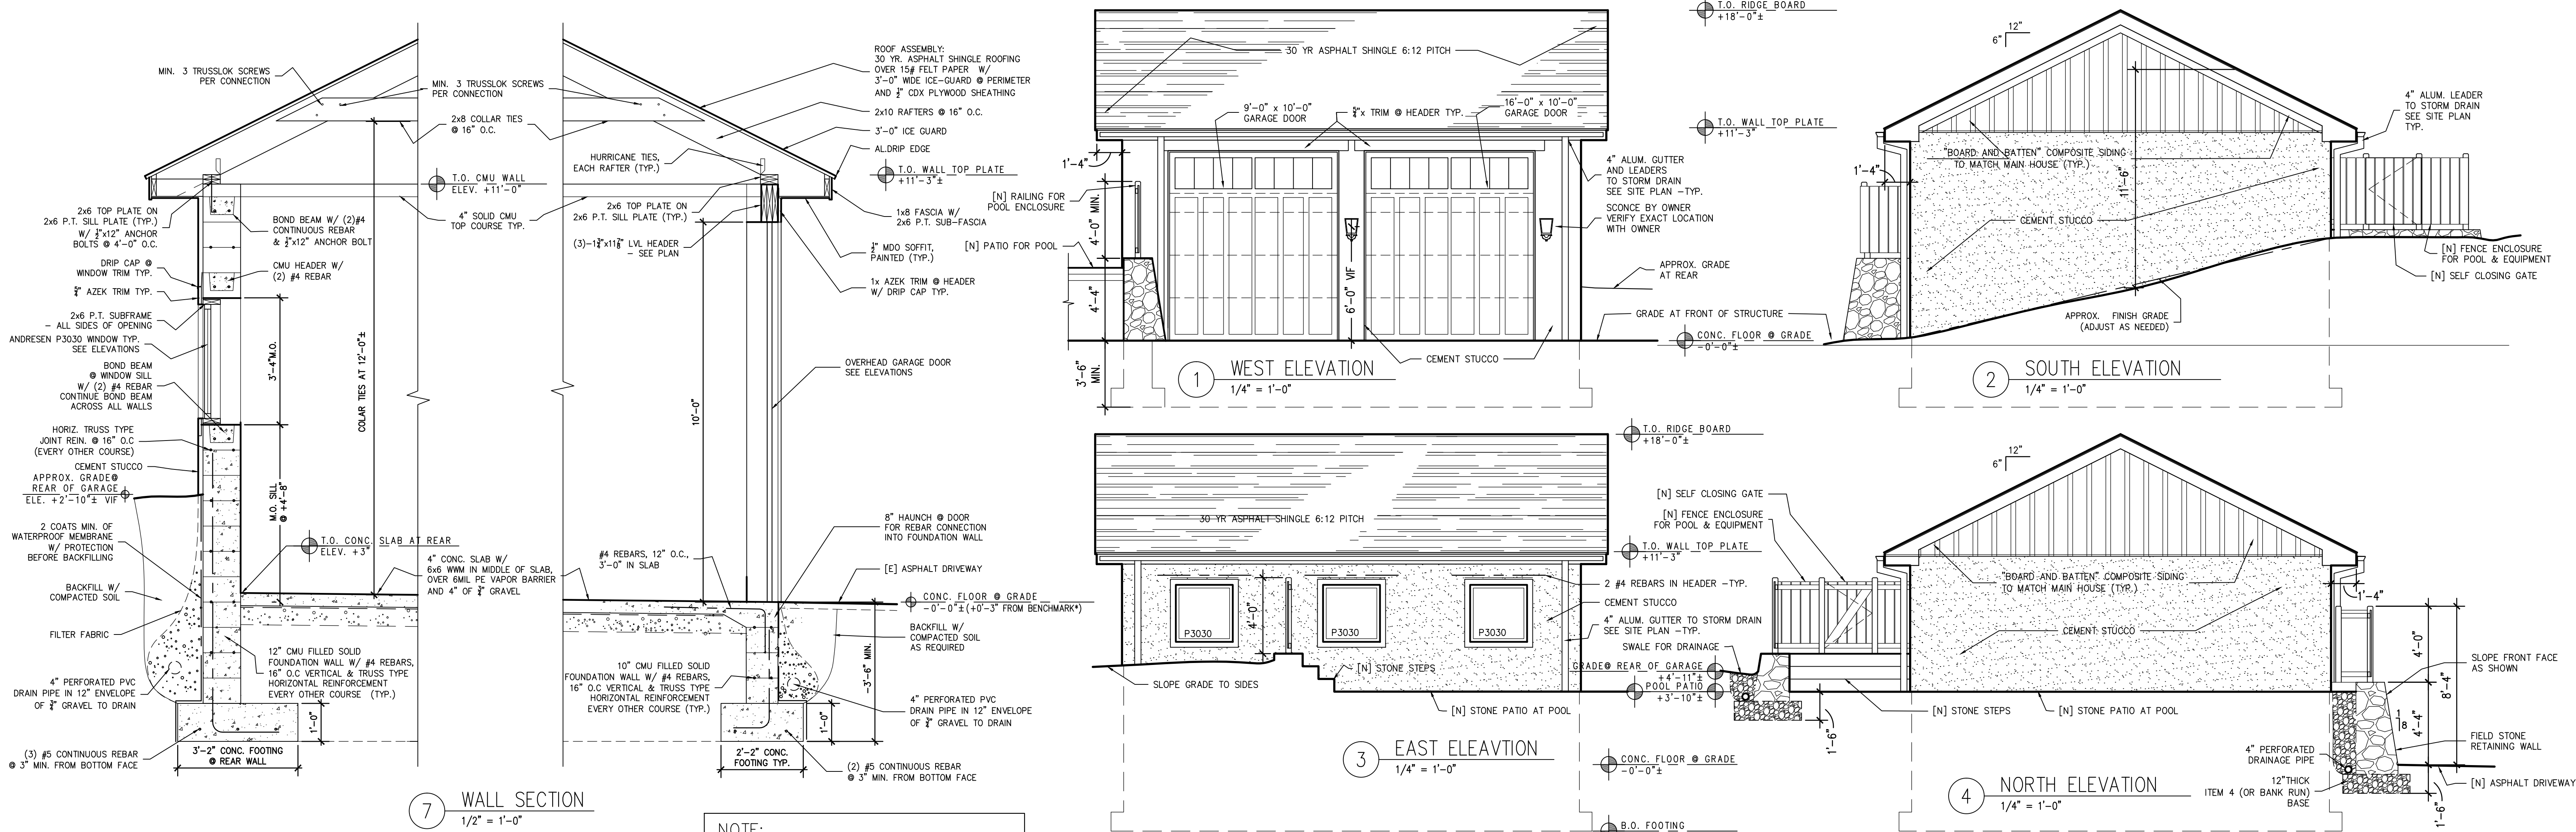 MIN. 3 TRUSSLOK SCREWS
PER CONNECTION
MIN. 3 TRUSSLOK SCREWS
PER CONNECTION
2x8 COLLAR TIES
@ 16" O.C.
T.O. CMU WALL
ELEV. +11'-0"
2x6 TOP PLATE ON
2x6 P.T. SILL PLATE (TYP.)
W/ ½"x12" ANCHOR
BOLTS @ 4'-0" O.C.
BOND BEAM W/ (2)#4
CONTINUOUS REBAR
& ½"x12" ANCHOR BOLT
4" SOLID CMU
TOP COURSE TYP.
DRIP CAP @
WINDOW TRIM TYP.
CMU HEADER W/
(2) #4 REBAR
5/4" AZEK TRIM TYP.
2x6 P.T. SUBFRAME
- ALL SIDES OF OPENING
ANDRESEN P3030 WINDOW TYP.
SEE ELEVATIONS
3'-4"M.O.
COLAR TIES AT 12'-0"±
BOND BEAM
@ WINDOW SILL
W/ (2) #4 REBAR
CONTINUE BOND BEAM
ACROSS ALL WALLS
HORIZ. TRUSS TYPE
JOINT REIN. @ 16" O.C
(EVERY OTHER COURSE)
CEMENT STUCCO
APPROX. GRADE@
REAR OF GARAGE
ELE. +2'-10"± VIF
M.O. SILL
@ +4'-8"
2 COATS MIN. OF
WATERPROOF MEMBRANE
W/ PROTECTION
BEFORE BACKFILLING
T.O. CONC. SLAB AT REAR
ELEV. +3"
4" CONC. SLAB W/
6x6 WWM IN MIDDLE OF SLAB,
OVER 6MIL PE VAPOR BARRIER
AND 4" OF ¾" GRAVEL
BACKFILL W/
COMPACTED SOIL
FILTER FABRIC
12" CMU FILLED SOLID
FOUNDATION WALL W/ #4 REBARS,
16" O.C VERTICAL & TRUSS TYPE
HORIZONTAL REINFORCEMENT
EVERY OTHER COURSE (TYP.)
4" PERFORATED PVC
DRAIN PIPE IN 12" ENVELOPE
OF ¾" GRAVEL TO DRAIN
1'-0"
(3) #5 CONTINUOUS REBAR
@ 3" MIN. FROM BOTTOM FACE
3'-2" CONC. FOOTING
@ REAR WALL
ROOF ASSEMBLY:
30 YR. ASPHALT SHINGLE ROOFING
OVER 15# FELT PAPER W/
3'-0" WIDE ICE-GUARD @ PERIMETER
AND ½" CDX PLYWOOD SHEATHING
2x10 RAFTERS @ 16" O.C.
3'-0" ICE GUARD
AL.DRIP EDGE
HURRICANE TIES,
EACH RAFTER (TYP.)
T.O. WALL TOP PLATE
+11'-3"±
2x6 TOP PLATE ON
2x6 P.T. SILL PLATE (TYP.)
1x8 FASCIA W/
2x6 P.T. SUB-FASCIA
(3)-1¾"x11⅞" LVL HEADER
- SEE PLAN
½" MDO SOFFIT,
PAINTED (TYP.)
1x AZEK TRIM @ HEADER
W/ DRIP CAP TYP.
OVERHEAD GARAGE DOOR
SEE ELEVATIONS
10'-0"
8" HAUNCH @ DOOR
FOR REBAR CONNECTION
INTO FOUNDATION WALL
#4 REBARS, 12" O.C.,
3'-0" IN SLAB
[E] ASPHALT DRIVEWAY
CONC. FLOOR @ GRADE
-0'-0"± (+0'-3" FROM BENCHMARK*)
BACKFILL W/
COMPACTED SOIL
AS REQUIRED
-3'-6" MIN.
10" CMU FILLED SOLID
FOUNDATION WALL W/ #4 REBARS,
16" O.C VERTICAL & TRUSS TYPE
HORIZONTAL REINFORCEMENT
EVERY OTHER COURSE (TYP.)
4" PERFORATED PVC
DRAIN PIPE IN 12" ENVELOPE
OF ¾" GRAVEL TO DRAIN
1'-0"
2'-2" CONC.
FOOTING TYP.
(2) #5 CONTINUOUS REBAR
@ 3" MIN. FROM BOTTOM FACE
7
WALL SECTION
1/2" = 1'-0"
NOTE:
30 YR ASPHALT SHINGLE 6:12 PITCH
T.O. RIDGE BOARD
+18'-0"±
9'-0" x 10'-0"
GARAGE DOOR
5/4"x TRIM @ HEADER TYP.
16'-0" x 10'-0"
GARAGE DOOR
T.O. WALL TOP PLATE
+11'-3"
1'-4"
[N] RAILING FOR
POOL ENCLOSURE
4'-0" MIN.
[N] PATIO FOR POOL
4'-4"
4" ALUM. GUTTER
AND LEADERS
TO STORM DRAIN
SEE SITE PLAN -TYP.
SCONCE BY OWNER
VERIFY EXACT LOCATION
WITH OWNER
6'-0" VIF
APPROX. GRADE
AT REAR
GRADE AT FRONT OF STRUCTURE
CONC. FLOOR @ GRADE
-0'-0"±
CEMENT STUCCO
3'-6"
MIN.
1
WEST ELEVATION
1/4" = 1'-0"
12"
6"
4" ALUM. LEADER
TO STORM DRAIN
SEE SITE PLAN
TYP.
"BOARD AND BATTEN" COMPOSITE SIDING
TO MATCH MAIN HOUSE (TYP.)
1'-4"
11'-6"
CEMENT STUCCO
[N] FENCE ENCLOSURE
FOR POOL & EQUIPMENT
[N] SELF CLOSING GATE
APPROX. FINISH GRADE
(ADJUST AS NEEDED)
2
SOUTH ELEVATION
1/4" = 1'-0"
T.O. RIDGE BOARD
+18'-0"±
30 YR ASPHALT SHINGLE 6:12 PITCH
T.O. WALL TOP PLATE
+11'-3"
4'-0"
P3030
P3030
P3030
2 #4 REBARS IN HEADER -TYP.
CEMENT STUCCO
4" ALUM. GUTTER TO STORM DRAIN
SEE SITE PLAN -TYP.
SWALE FOR DRAINAGE
[N] STONE STEPS
GRADE@ REAR OF GARAGE
+4'-11"±
POOL PATIO
+3'-10"±
SLOPE GRADE TO SIDES
[N] STONE PATIO AT POOL
3
EAST ELEAVTION
1/4" = 1'-0"
CONC. FLOOR @ GRADE
-0'-0"±
B.O. FOOTING
12"
6"
[N] SELF CLOSING GATE
[N] FENCE ENCLOSURE
FOR POOL & EQUIPMENT
"BOARD AND BATTEN" COMPOSITE SIDING
TO MATCH MAIN HOUSE (TYP.)
1'-4"
CEMENT STUCCO
4'-0"
8'-4"
4'-4"
SLOPE FRONT FACE
AS SHOWN
1
8
[N] STONE STEPS
[N] STONE PATIO AT POOL
1'-6"
FIELD STONE
RETAINING WALL
4" PERFORATED
DRAINAGE PIPE
12"THICK
ITEM 4 (OR BANK RUN)
BASE
[N] ASPHALT DRIVEWAY
1'-6"
4
NORTH ELEVATION
1/4" = 1'-0"